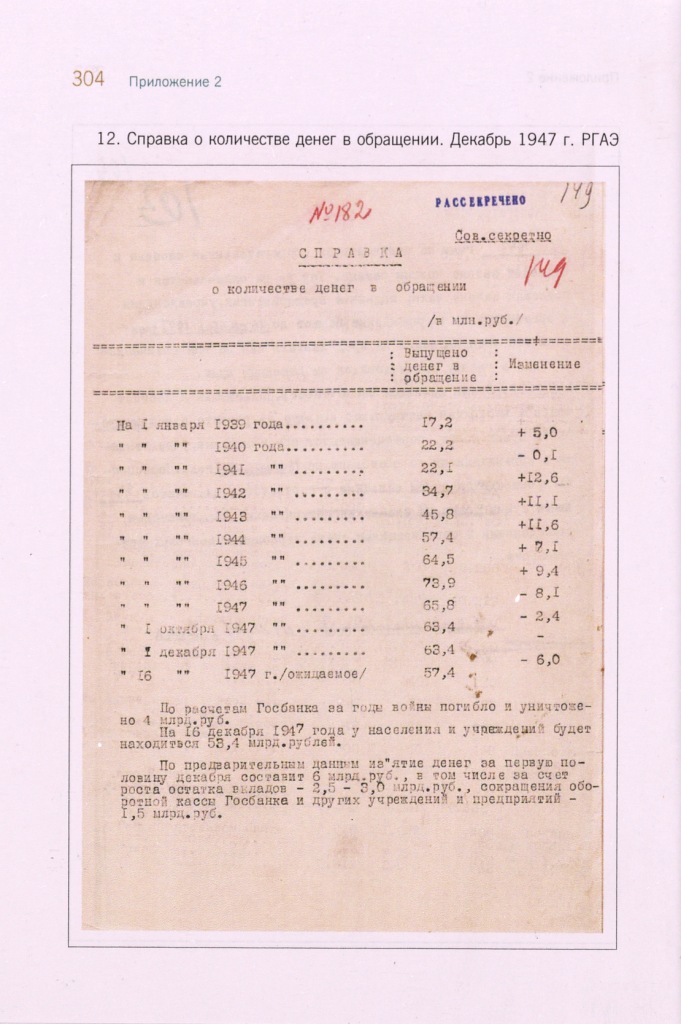 304 Приложение 2
12. Справка о количестве денег в обращении. Декабрь 1947 г. РГАЭ
149
РАССЕКРЕЧЕНО
№182
Сов.секретно
СПРАВКА
149
о количестве денег в обращении
/в млн.руб./
: Выпущено :
: денег в : Изменение
: обращение :
На I января 1939 года.......... 17,2
+ 5,0
" " "" 1940 года.......... 22,2
- 0,1
" " "" 1941 "" .......... 22,1
+12,6
" " "" 1942 "" .......... 34,7
+11,1
" " "" 1943 "" .......... 45,8
+11,6
" " "" 1944 "" .......... 57,4
+ 7,1
" " "" 1945 "" .......... 64,5
+ 9,4
" " "" 1946 "" .......... 73,9
- 8,1
" " "" 1947 "" .......... 65,8
- 2,4
" I октября 1947 "" .......... 63,4
-
" I декабря 1947 "" .......... 63,4
- 6,0
" 16 "" 1947 г./ожидаемое/ 57,4
По расчетам Госбанка за годы войны погибло и уничтоже-
но 4 млрд.руб.
На 16 декабря 1947 года у населения и учреждений будет
находиться 53,4 млрд.рублей.
По предварительным данным из"ятие денег за первую по-
ловину декабря составит 6 млрд.руб., в том числе за счет
роста остатка вкладов - 2,5 - 3,0 млрд.руб., сокращения обо-
ротной кассы Госбанка и других учреждений и предприятий -
1,5 млрд.руб.